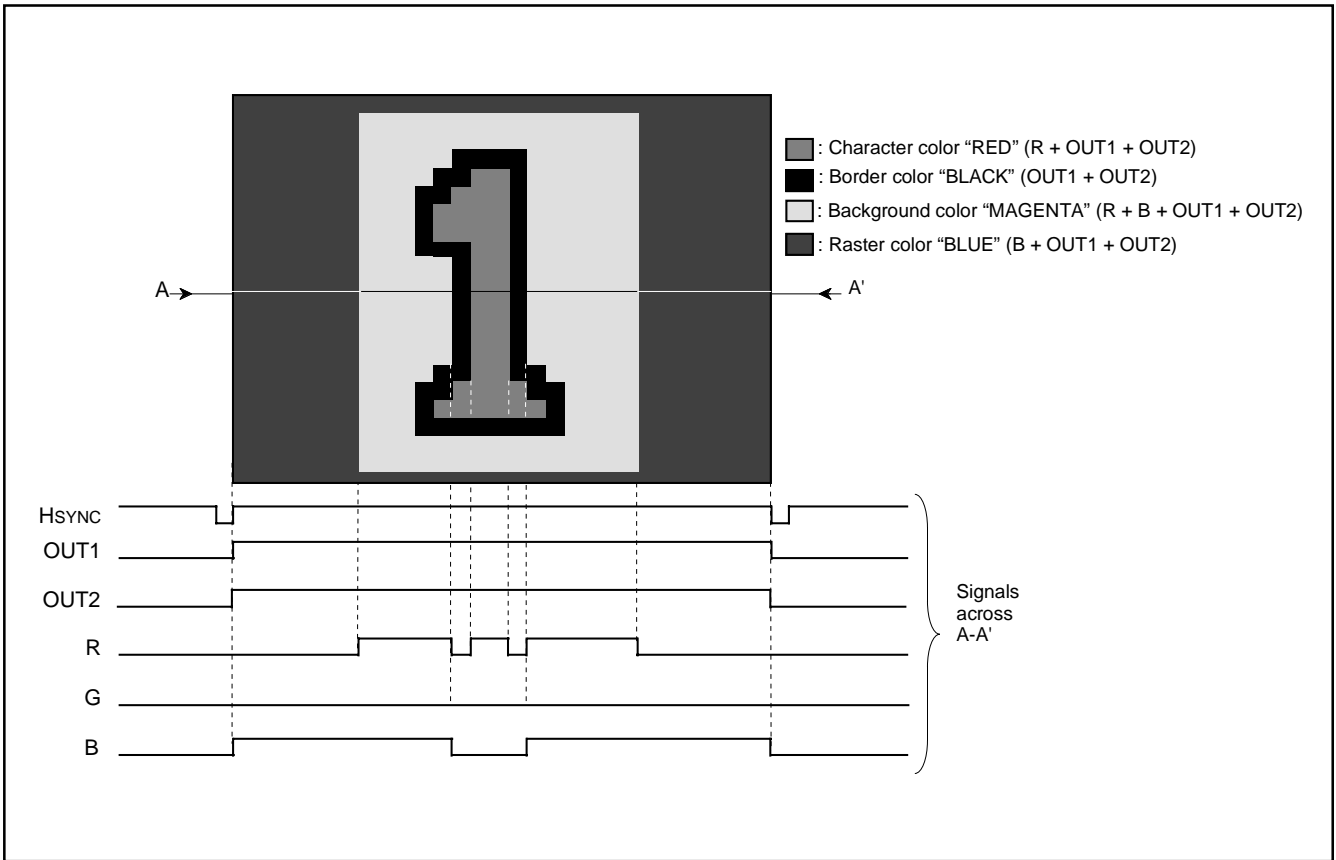 : Character color “RED” (R + OUT1 + OUT2)
: Border color “BLACK” (OUT1 + OUT2)
: Background color “MAGENTA” (R + B + OUT1 + OUT2)
: Raster color “BLUE” (B + OUT1 + OUT2)
A
A'
HSYNC
OUT1
OUT2
R
G
B
Signals
across
A-A'